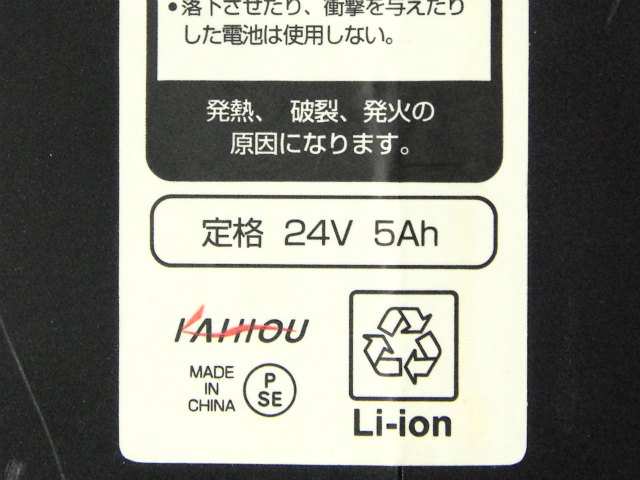 •落下させたり、衝撃を与えたり
した電池は使用しない。
発熱、破裂、発火の
原因になります。
定格 24V 5Ah
KAHIOU
MADE
IN
CHINA
P
SE
Li-ion